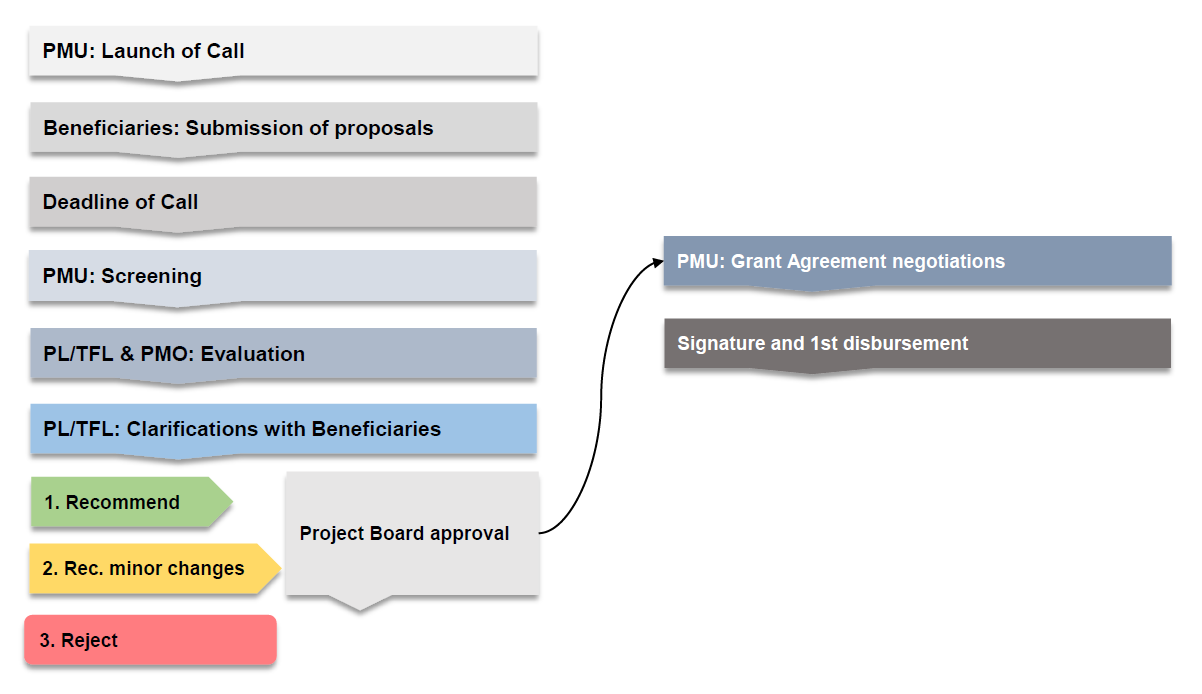 PMU: Launch of Call
Beneficiaries: Submission of proposals
Deadline of Call
PMU: Screening
PL/TFL & PMO: Evaluation
PL/TFL: Clarifications with Beneficiaries
1. Recommend
2. Rec. minor changes
3. Reject
Project Board approval
PMU: Grant Agreement negotiations
Signature and 1st disbursement